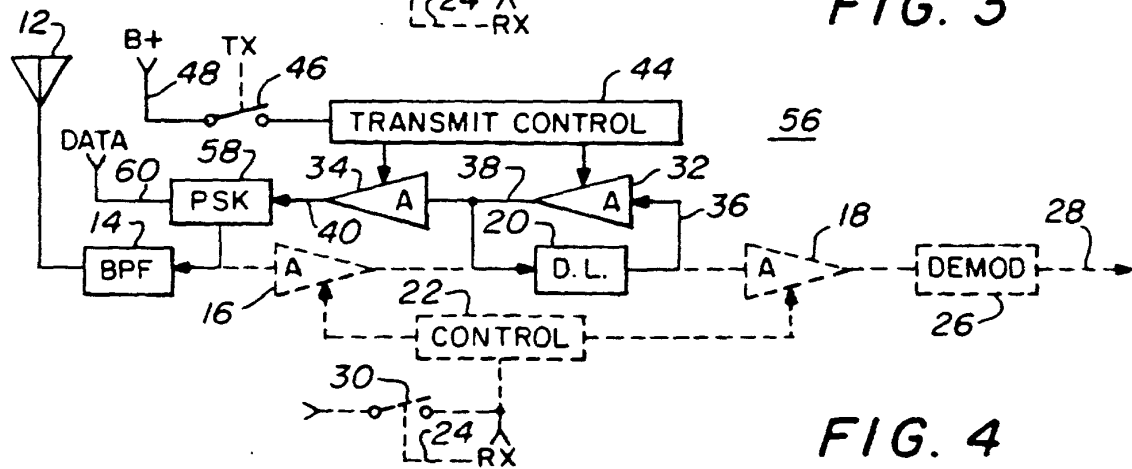 24
RX
FIG. 3
12
B+
TX
48
46
44
TRANSMIT CONTROL
56
DATA
58
34
38
32
60
PSK
A
A
40
20
36
18
28
14
BPF
A
D.L.
A
DEMOD
16
22
26
CONTROL
30
24
RX
FIG. 4